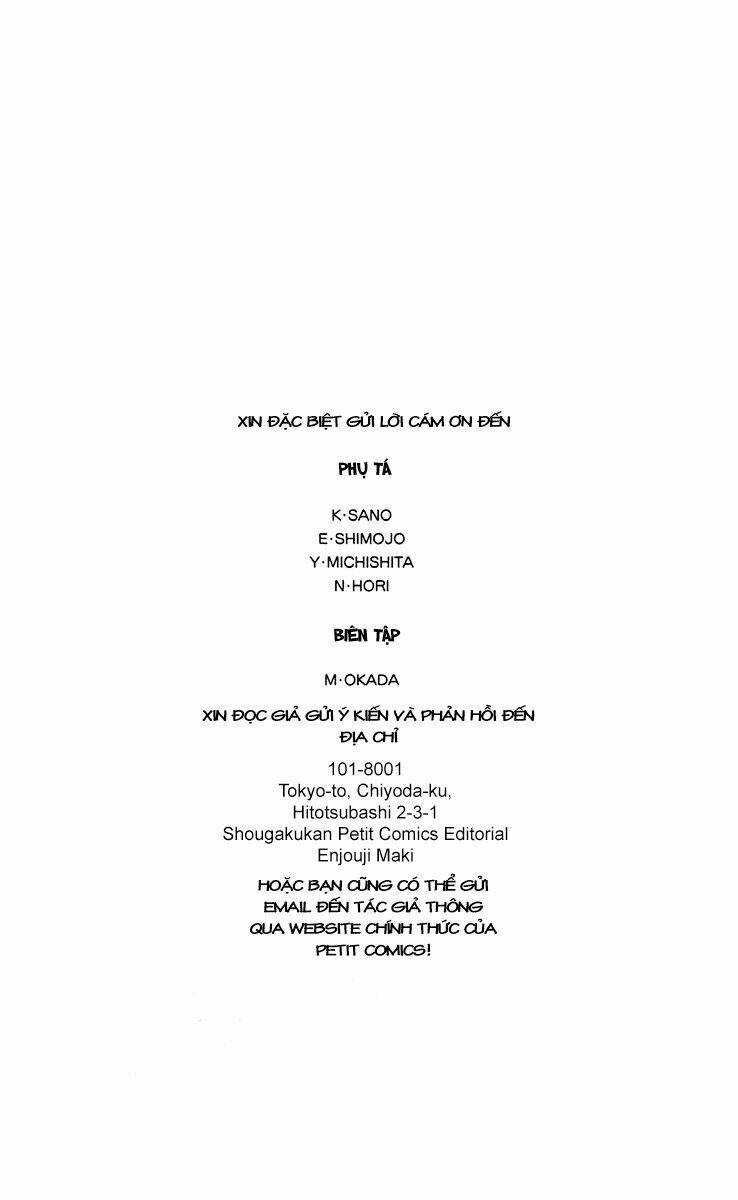 XIN ĐẶC BIỆT GỬI LỜI CÁM ƠN ĐẾN
PHỤ TÁ
K·SANO
E·SHIMOJO
Y·MICHISHITA
N·HORI
BIÊN TẬP
M·OKADA
XIN ĐỌC GIẢ GỬI Ý KIẾN VÀ PHẢN HỒI ĐẾN
ĐỊA CHỈ
101-8001
Tokyo-to, Chiyoda-ku,
Hitotsubashi 2-3-1
Shougakukan Petit Comics Editorial
Enjouji Maki
HOẶC BẠN CŨNG CÓ THỂ GỬI
EMAIL ĐẾN TÁC GIẢ THÔNG
QUA WEBSITE CHÍNH THỨC CỦA
PETIT COMICS!